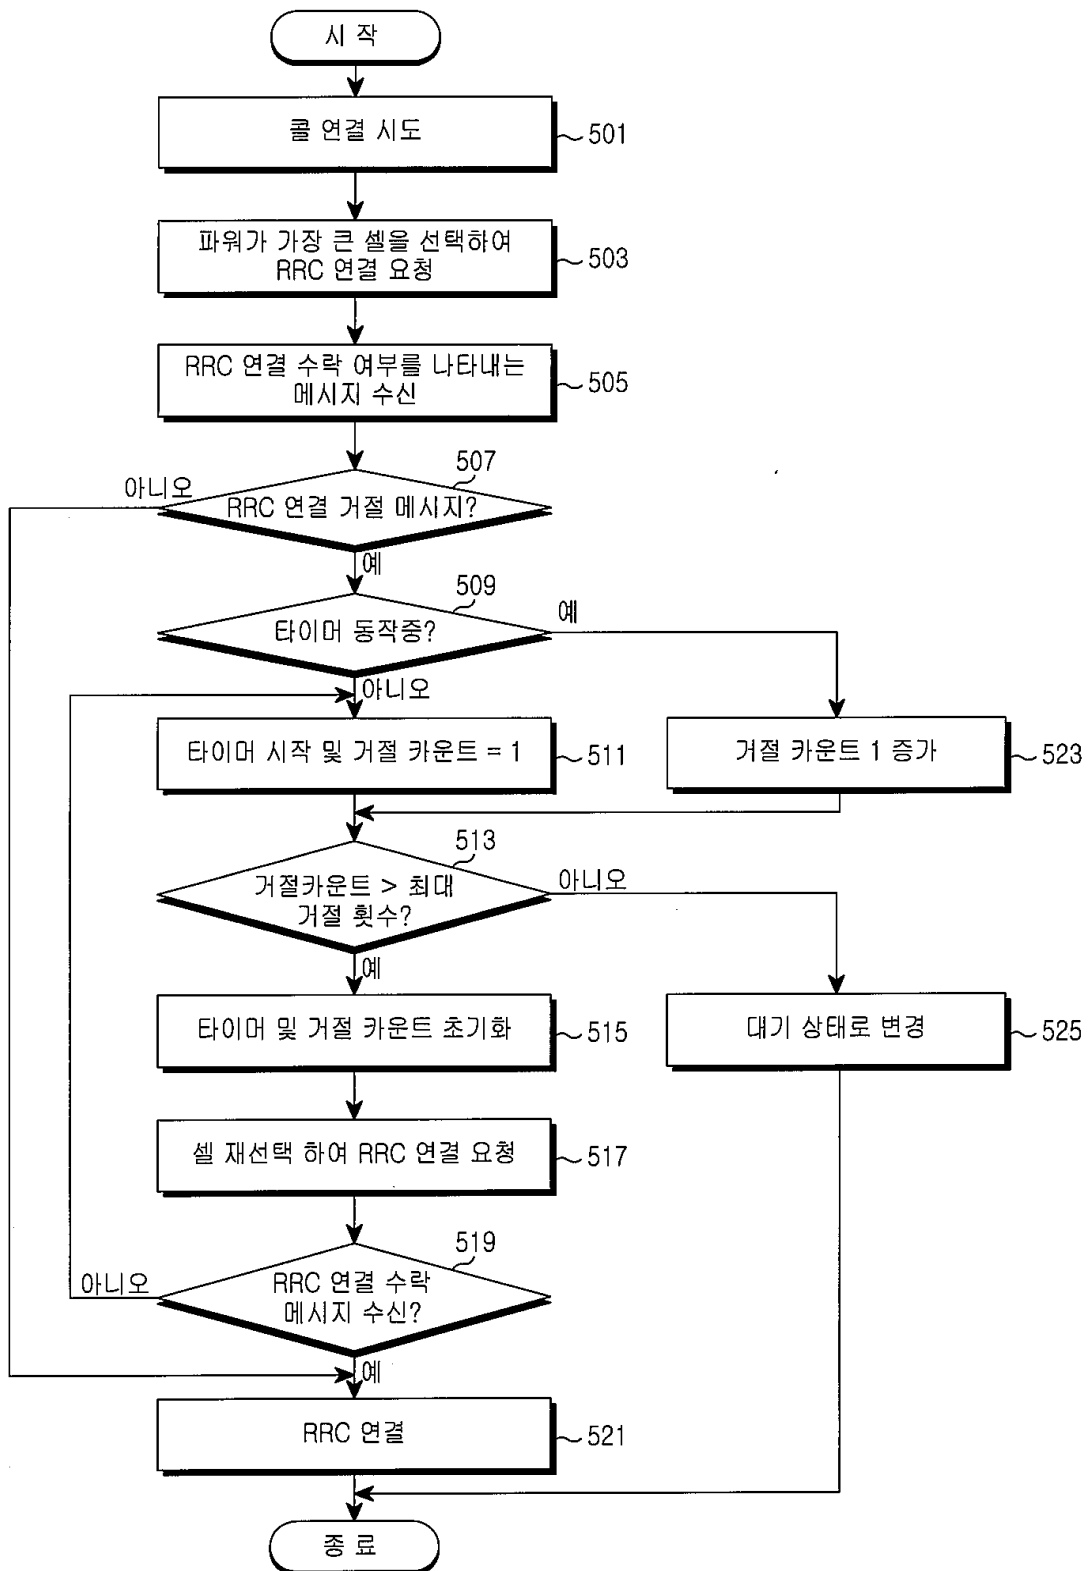 시 작
콜 연결 시도
501
파워가 가장 큰 셀을 선택하여
RRC 연결 요청
503
RRC 연결 수락 여부를 나타내는
메시지 수신
505
507
아니오
RRC 연결 거절 메시지?
예
509
예
타이머 동작중?
아니오
타이머 시작 및 거절 카운트 = 1
511
거절 카운트 1 증가
523
513
거절카운트 > 최대
거절 횟수?
아니오
예
타이머 및 거절 카운트 초기화
515
대기 상태로 변경
525
셀 재선택 하여 RRC 연결 요청
517
519
아니오
RRC 연결 수락
메시지 수신?
예
RRC 연결
521
종 료